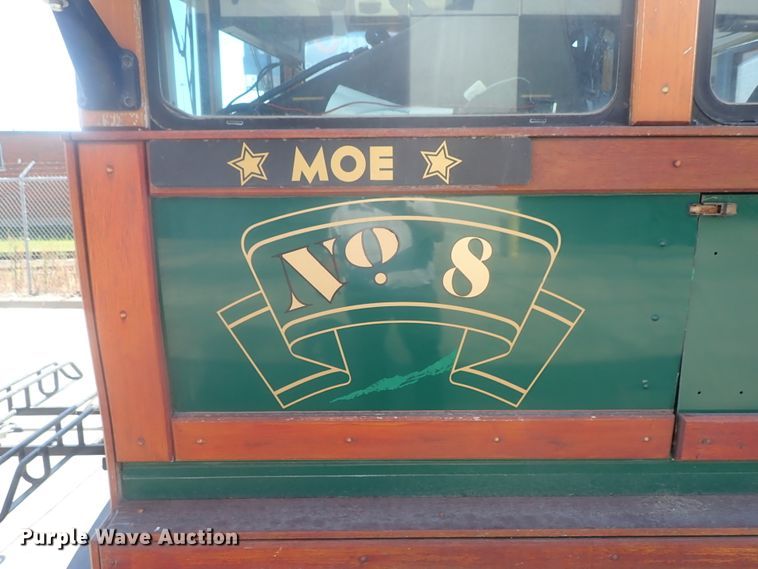 MOE
Nº. 8
Purple Wave Auction